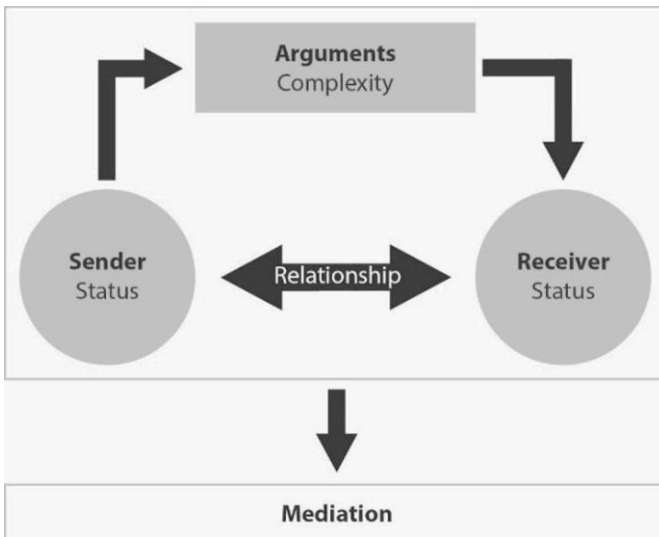 Arguments
Complexity
Sender
Status
Relationship
Receiver
Status
Mediation